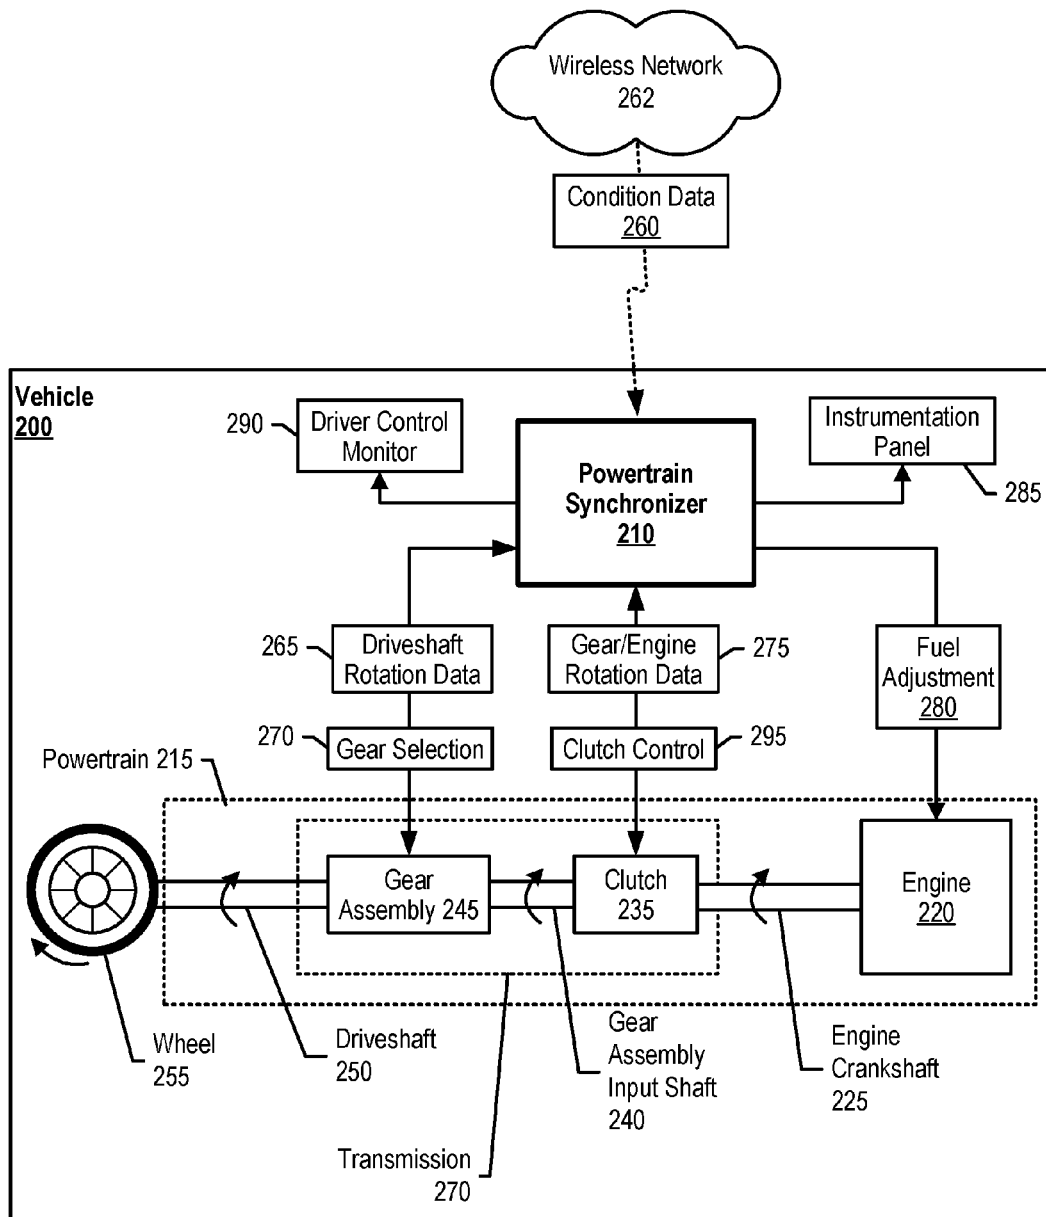 Wireless Network
262
Condition Data
260
Vehicle
200
290
Driver Control
Monitor
Instrumentation
Panel
285
Powertrain
Synchronizer
210
265
Driveshaft
Rotation Data
Gear/Engine
Rotation Data
275
Fuel
Adjustment
280
270
Gear Selection
Clutch Control
295
Powertrain 215
Gear
Assembly 245
Clutch
235
Engine
220
Wheel
255
Driveshaft
250
Gear
Assembly
Input Shaft
240
Engine
Crankshaft
225
Transmission
270